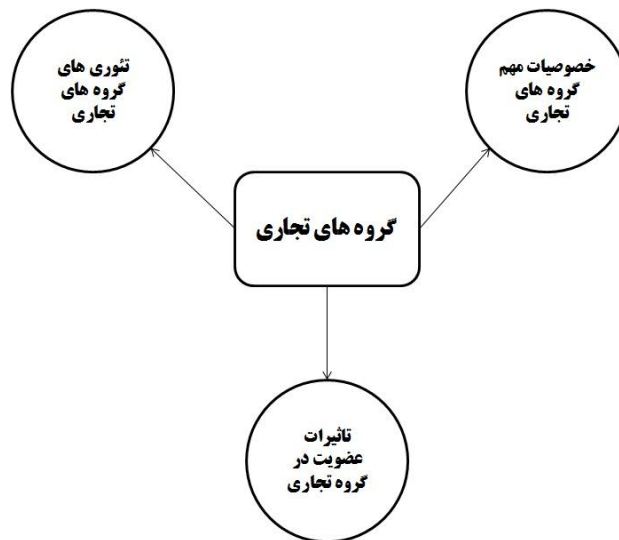 خصوصیات مهم
گروه های
تجاری
تئوری های
گروه های
تجاری
گروه های تجاری
تاثیرات
عضویت در
گروه تجاری